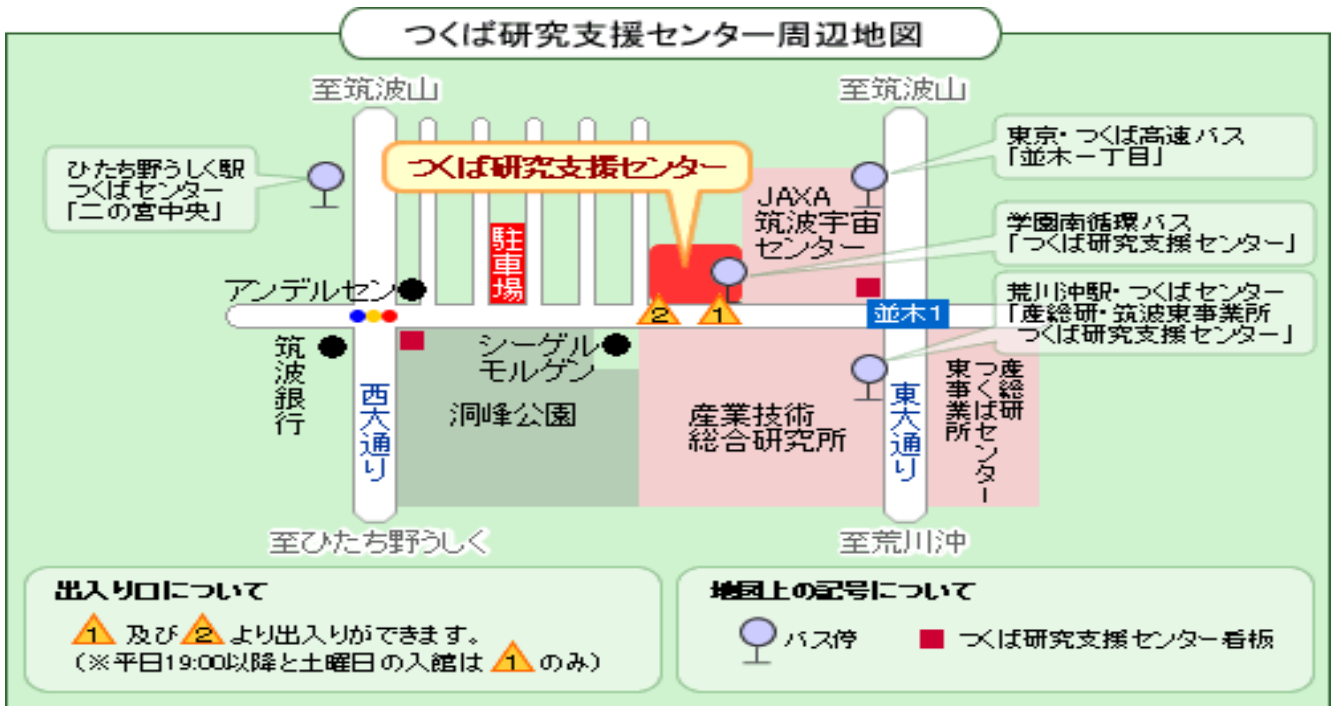 つくば研究支援センター周辺地図
至筑波山
至筑波山
ひたち野うしく駅
つくばセンター
「二の宮中央」
つくば研究支援センター
東京・つくば高速バス
「並木一丁目」
JAXA
筑波宇宙
センター
学園南循環バス
「つくば研究支援センター」
駐車場
アンデルセン
2
1
並木1
荒川沖駅・つくばセンター
「産総研・筑波東事業所
つくば研究支援センター」
筑波銀行
シーゲル
モルゲン
西大通り
洞峰公園
産業技術
総合研究所
東大通り
産総研
つくばセンター
東事業所
至ひたち野うしく
至荒川沖
出入り口について
1 及び 2 より出入りができます。
(※平日19:00以降と土曜日の入館は 1 のみ)
地図上の記号について
バス停
つくば研究支援センター看板